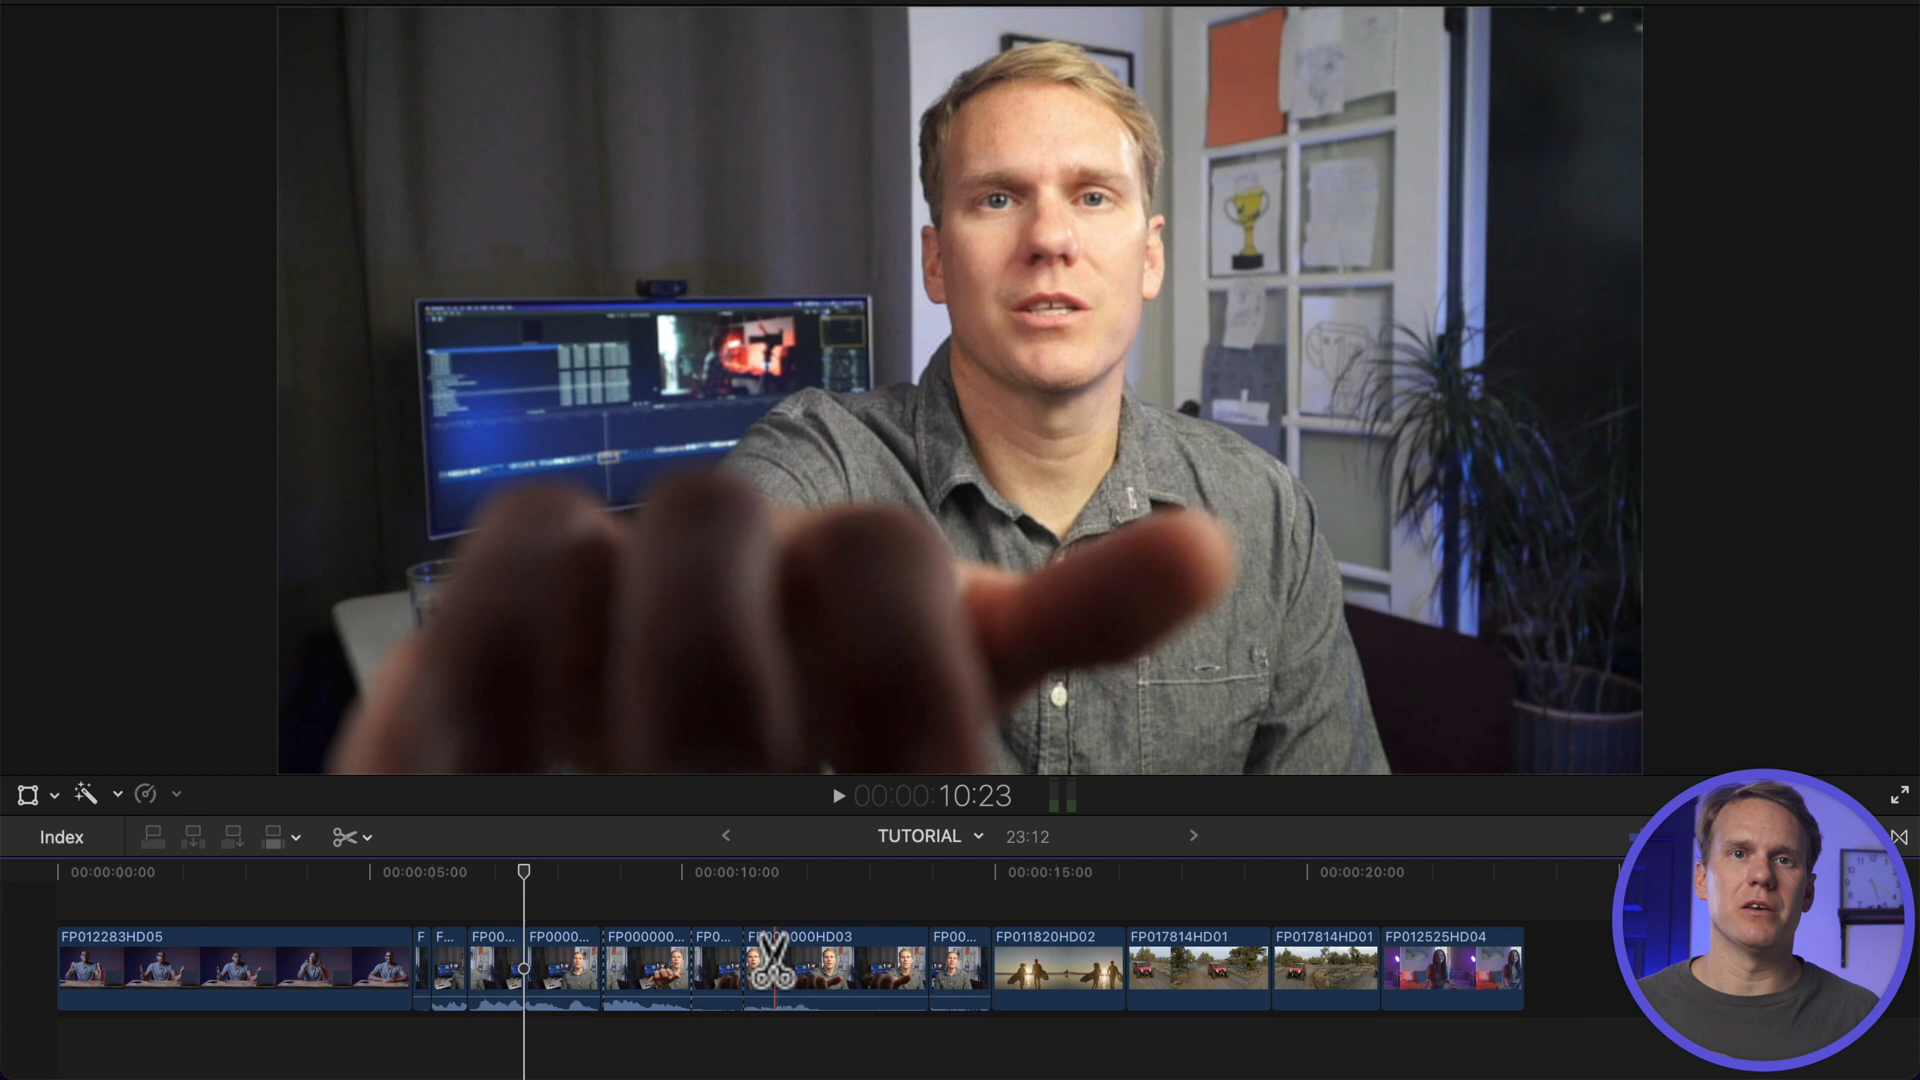 00:00:10:23
Index
TUTORIAL
23:12
00:00:00:00
00:00:05:00
00:00:10:00
00:00:15:00
00:00:20:00
FP012283HD05
F
F...
FP00...
FP0000...
FP000000...
FP0...
000HD03
FP00...
FP011820HD02
FP017814HD01
FP017814HD01
FP012525HD04